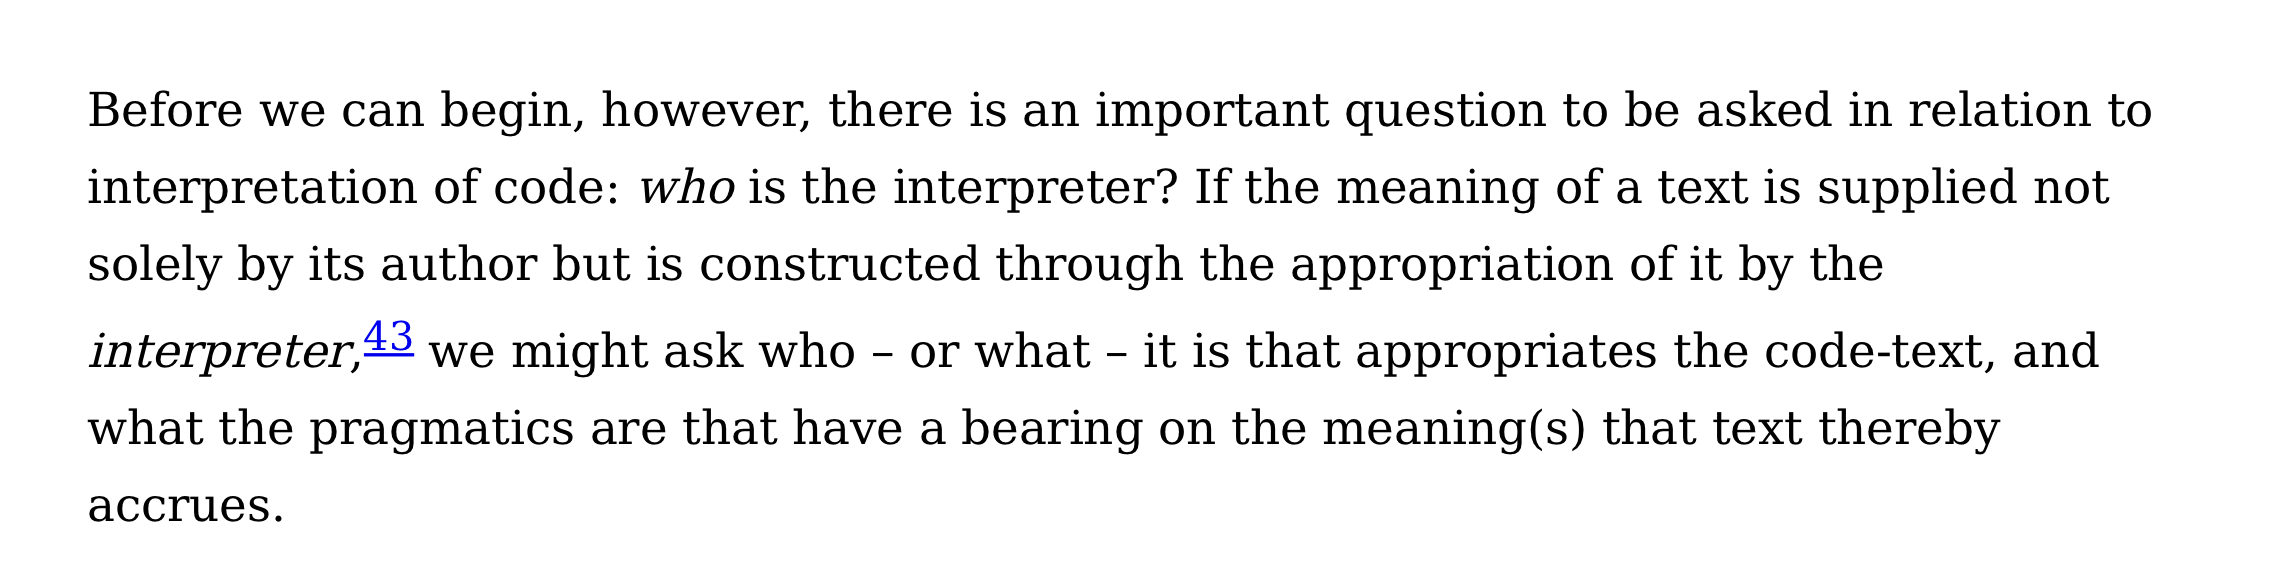 Before we can begin, however, there is an important question to be asked in relation to
interpretation of code: who is the interpreter? If the meaning of a text is supplied not
solely by its author but is constructed through the appropriation of it by the
interpreter,43 we might ask who – or what – it is that appropriates the code-text, and
what the pragmatics are that have a bearing on the meaning(s) that text thereby
accrues.